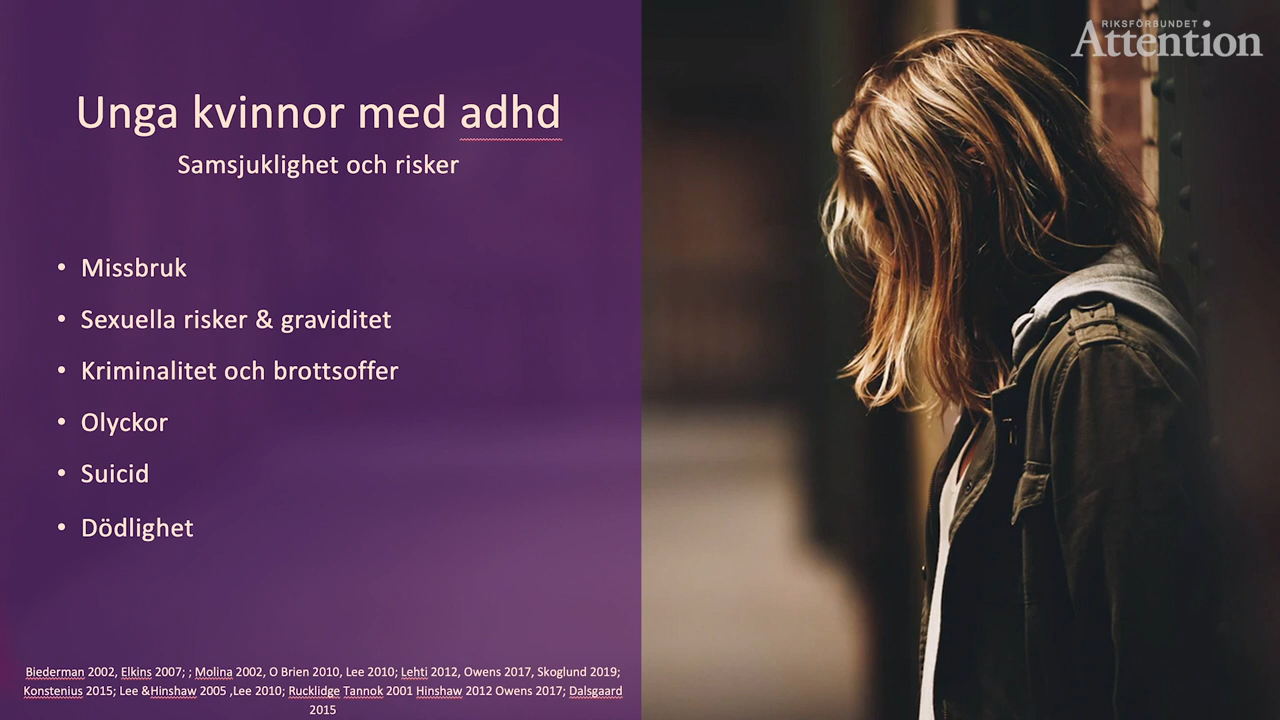 RIKSFÖRBUNDET
Attention
Unga kvinnor med adhd
Samsjuklighet och risker
• Missbruk
• Sexuella risker & graviditet
• Kriminalitet och brottsoffer
• Olyckor
• Suicid
• Dödlighet
Biederman 2002, Elkins 2007; ; Molina 2002, O Brien 2010, Lee 2010; Lehti 2012, Owens 2017, Skoglund 2019;
Konstenius 2015; Lee &Hinshaw 2005 ,Lee 2010; Rucklidge Tannok 2001 Hinshaw 2012 Owens 2017; Dalsgaard
2015